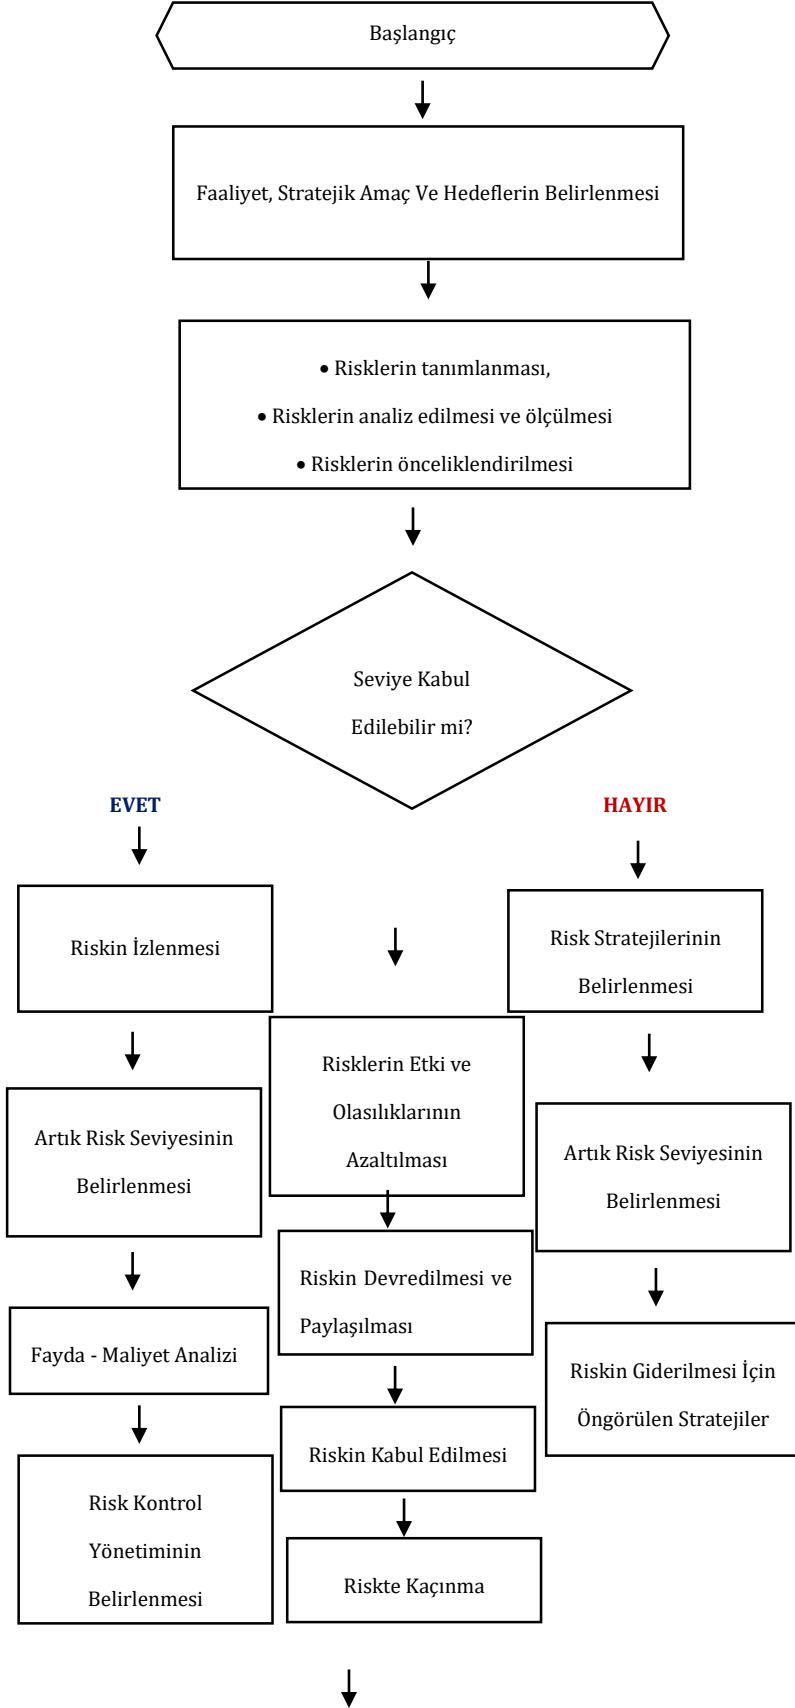 Başlangıç
Faaliyet, Stratejik Amaç Ve Hedeflerin Belirlenmesi
• Risklerin tanımlanması,
• Risklerin analiz edilmesi ve ölçülmesi
• Risklerin önceliklendirilmesi
Seviye Kabul
Edilebilir mi?
EVET
HAYIR
Riskin İzlenmesi
Artık Risk Seviyesinin
Belirlenmesi
Fayda - Maliyet Analizi
Risk Kontrol
Yönetiminin
Belirlenmesi
Risklerin Etki ve
Olasılıklarının
Azaltılması
Riskin Devredilmesi ve
Paylaşılması
Riskin Kabul Edilmesi
Riskte Kaçınma
Risk Stratejilerinin
Belirlenmesi
Artık Risk Seviyesinin
Belirlenmesi
Riskin Giderilmesi İçin
Öngörülen Stratejiler